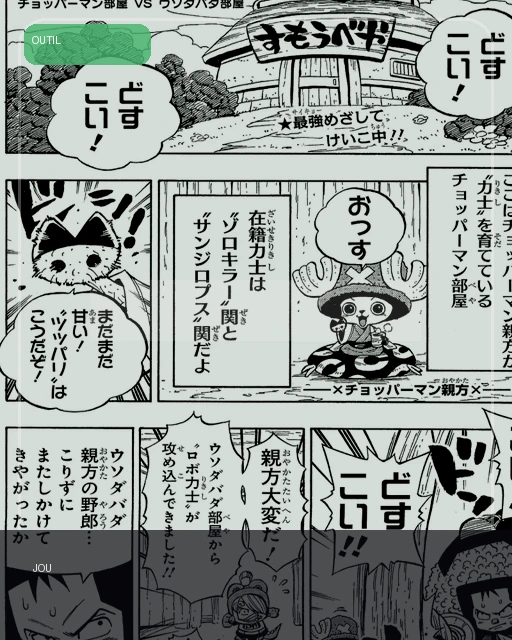 チョッパーマン部屋 VS ウソダバダ部屋
OUTIL
すもうべや
どす
こい！
どす
こい！
★最強めざして
けいこ中!!
ここはチョッパーマン親方が
〝力士〟を育てている
チョッパーマン部屋
おっす
在籍力士は
〝ゾロキラー〟関と
〝サンジロプス〟関だよ
×チョッパーマン親方×
まだまだ
甘い！
〝ツッパリ〟は
こうだぞ！
ドン
どす
こい!!
親方大変だ！
ウソダバダ部屋から
〝ロボ力士〟が
攻め込んできました!!
ウソダバダ
親方の野郎…
こりずに
またしかけて
きやがったか
JOU